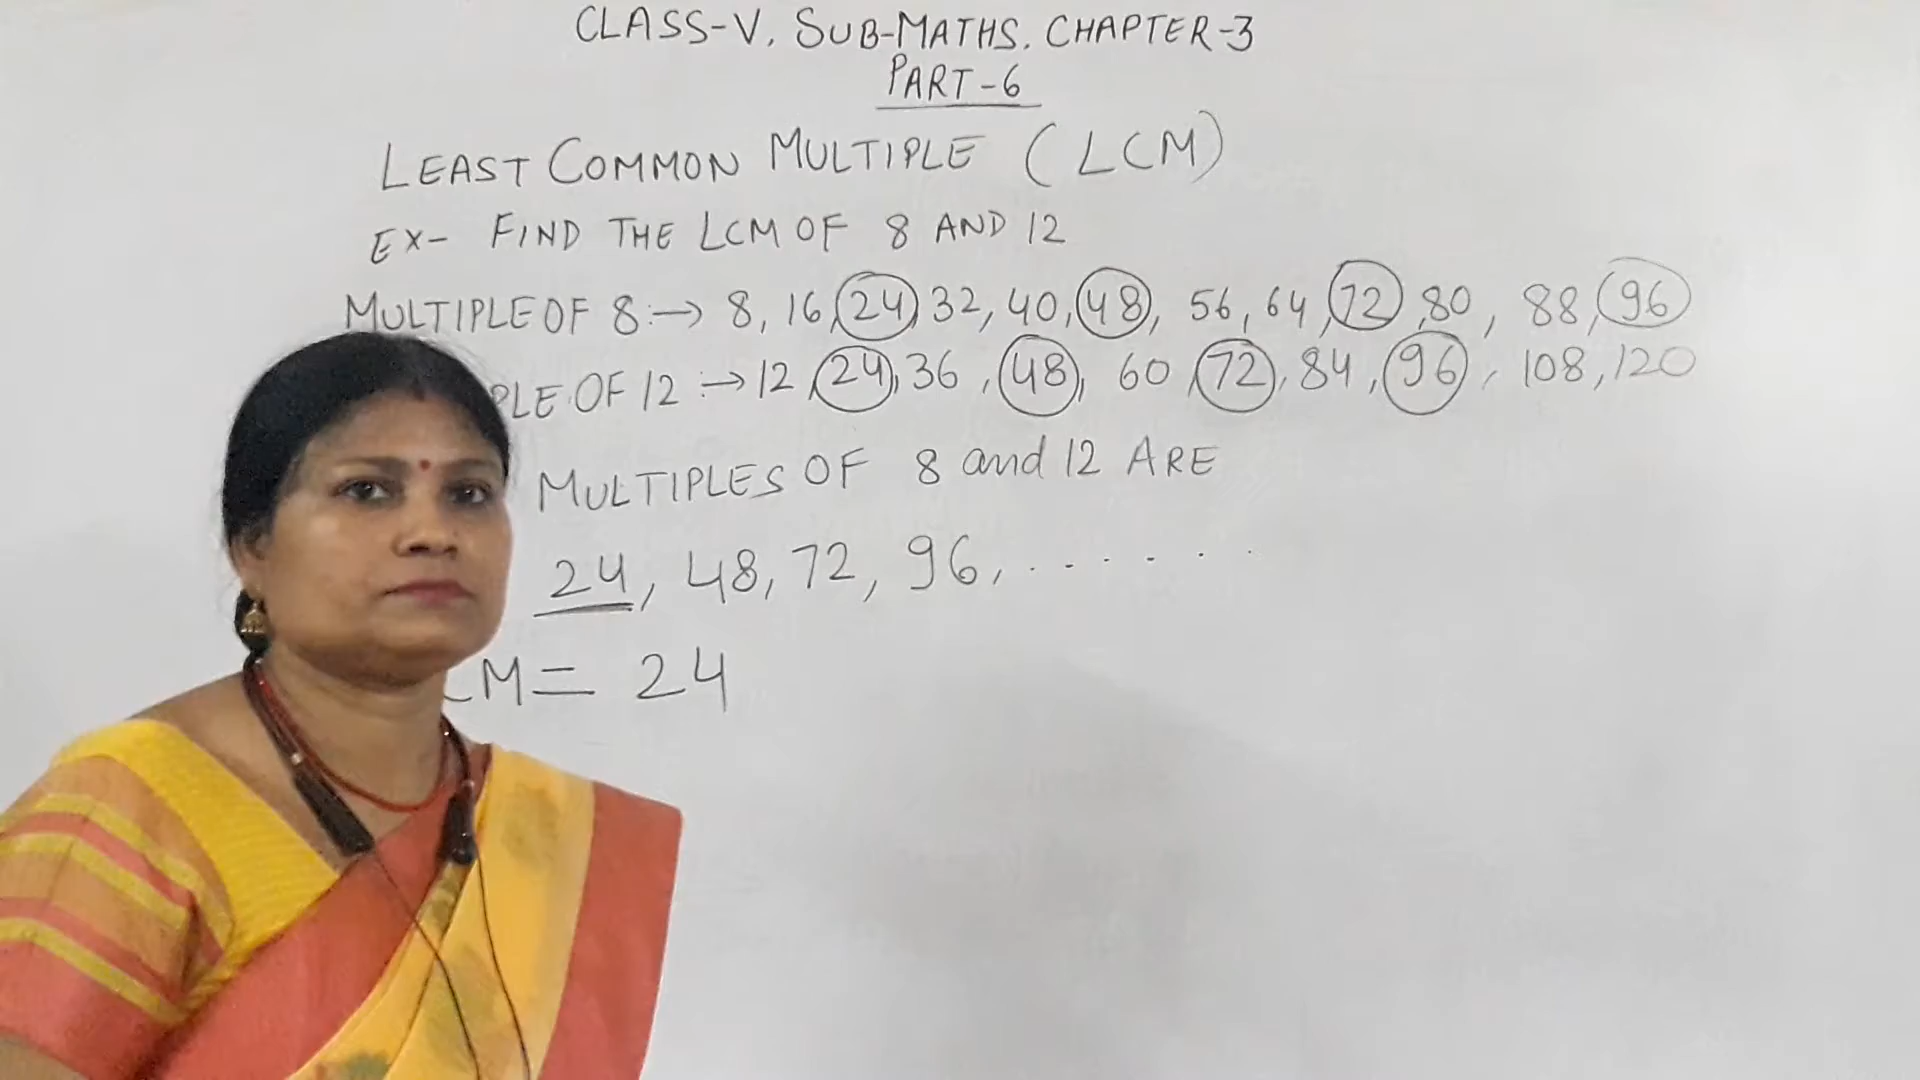 CLASS-V, SUB-MATHS. CHAPTER-3
PART-6
LEAST COMMON MULTIPLE (LCM)
EX- FIND THE LCM OF 8 AND 12
MULTIPLE OF 8:→ 8, 16, 24, 32, 40, 48, 56, 64, 72, 80, 88, 96
PLE OF 12 :→ 12, 24, 36, 48, 60, 72, 84, 96, 108, 120
MULTIPLES OF 8 and 12 ARE
24, 48, 72, 96, . . . . . .
CM = 24